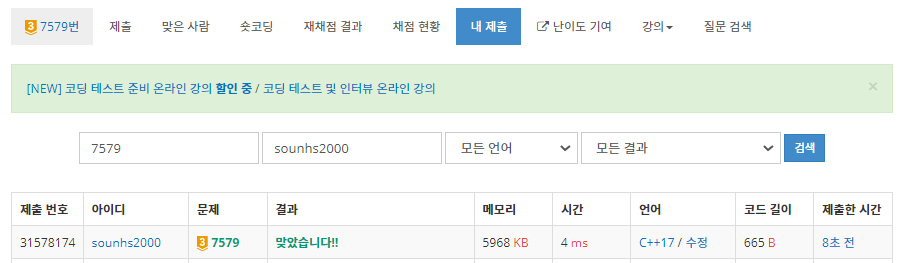 3 7579번 제출 맞은 사람 숏코딩 재채점 결과 채점 현황 내 제출 난이도 기여 강의 질문 검색
[NEW] 코딩 테스트 준비 온라인 강의 할인 중 / 코딩 테스트 및 인터뷰 온라인 강의 ×
7579 sounhs2000 모든 언어 모든 결과 검색
제출 번호 아이디 문제 결과 메모리 시간 언어 코드 길이 제출한 시간
31578174 sounhs2000 3 7579 맞았습니다!! 5968 KB 4 ms C++17 / 수정 665 B 8초 전